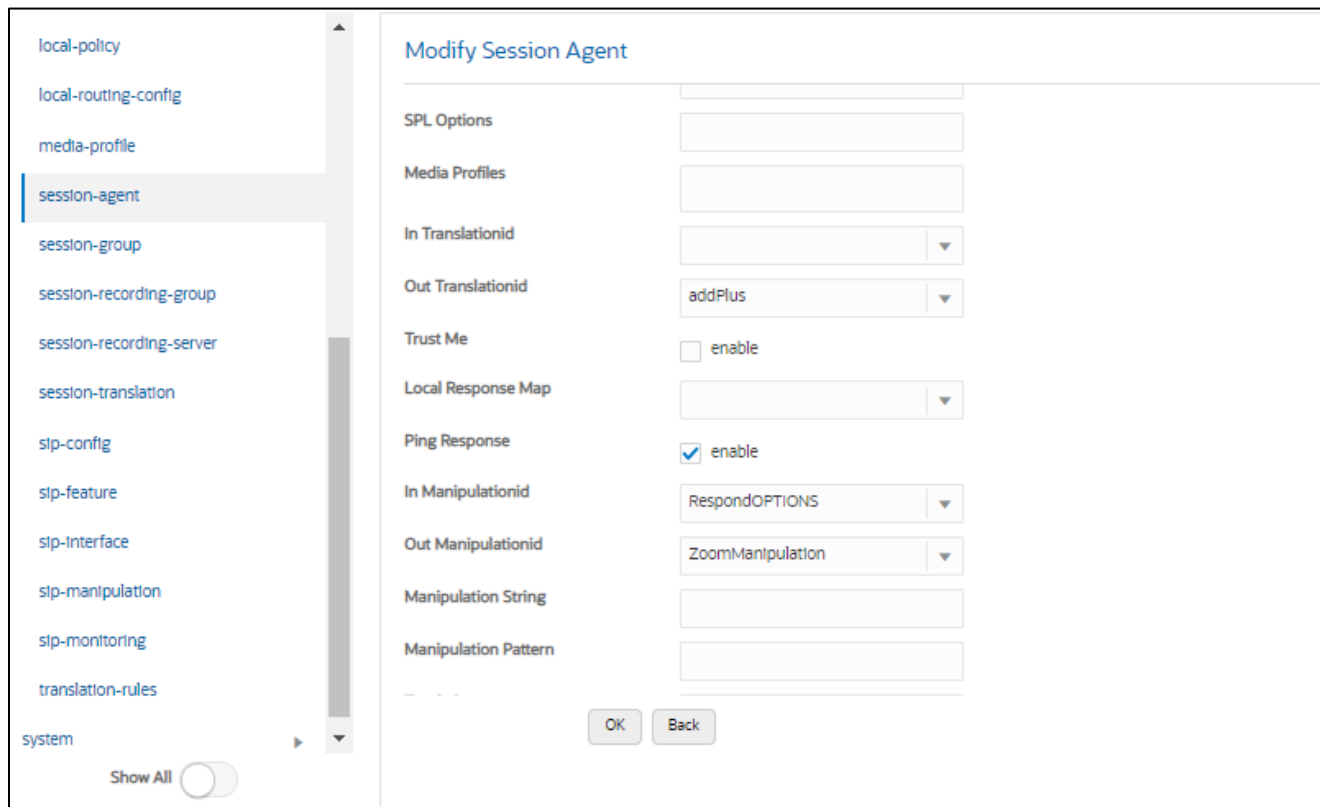 local-policy
local-routing-config
media-profile
session-agent
session-group
session-recording-group
session-recording-server
session-translation
sip-config
sip-feature
sip-interface
sip-manipulation
sip-monitoring
translation-rules
system
Show All
Modify Session Agent
SPL Options
Media Profiles
In Translationid
Out Translationid addPlus
Trust Me enable
Local Response Map
Ping Response enable
In Manipulationid RespondOPTIONS
Out Manipulationid ZoomManipulation
Manipulation String
Manipulation Pattern
OK Back